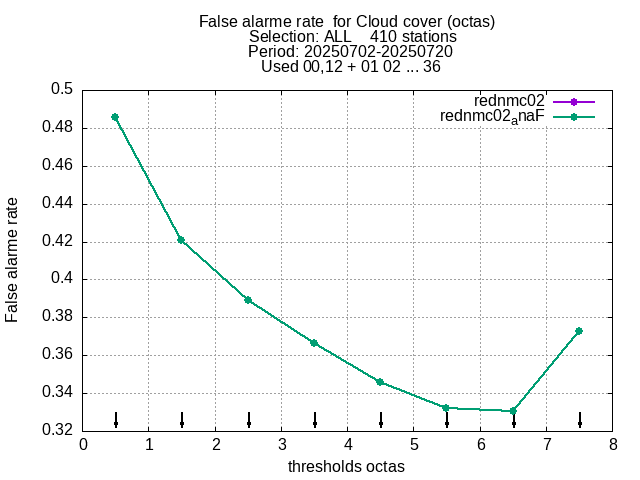 False alarme rate  for Cloud cover (octas)
Selection: ALL    410 stations
Period: 20250702-20250720
Used 00,12 + 01 02 ... 36
rednmc02
rednmc02anaF
False alarme rate
0.5
0.48
0.46
0.44
0.42
0.4
0.38
0.36
0.34
0.32
0 1 2 3 4 5 6 7 8
thresholds octas